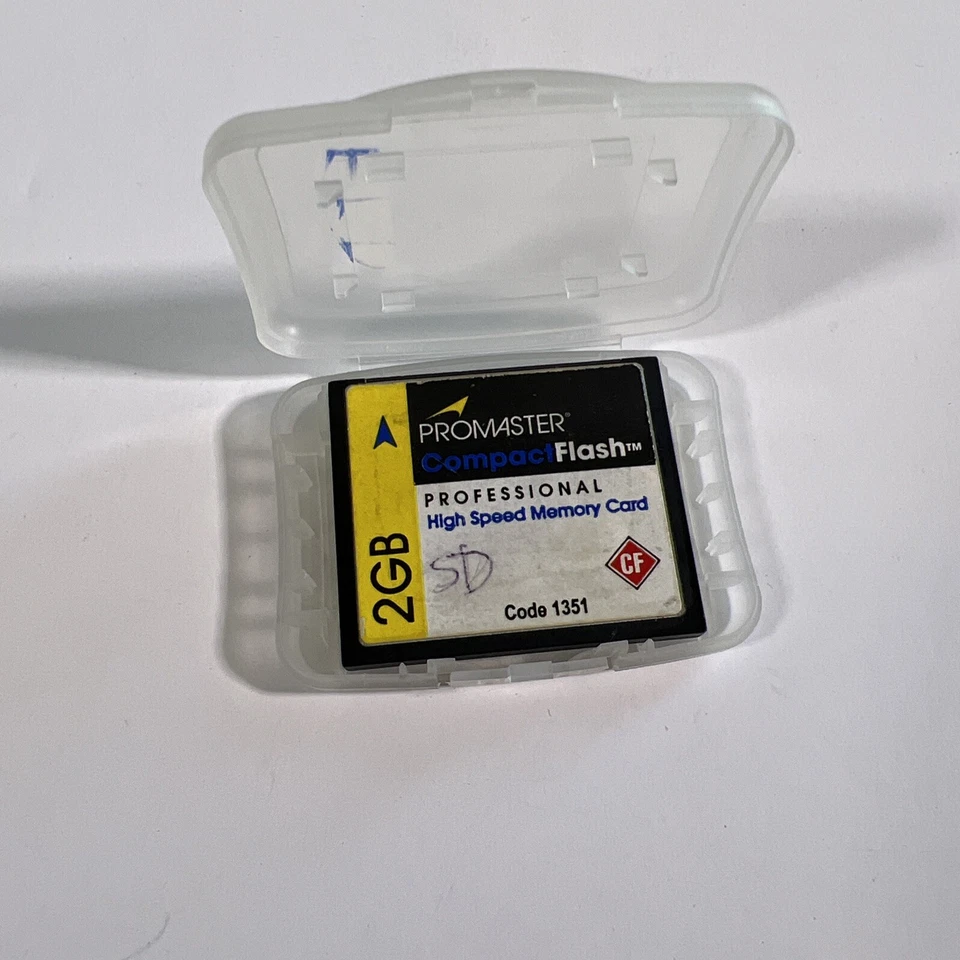 PROMASTER®
CompactFlash™
PROFESSIONAL
High Speed Memory Card
2GB
SD
CF
Code 1351